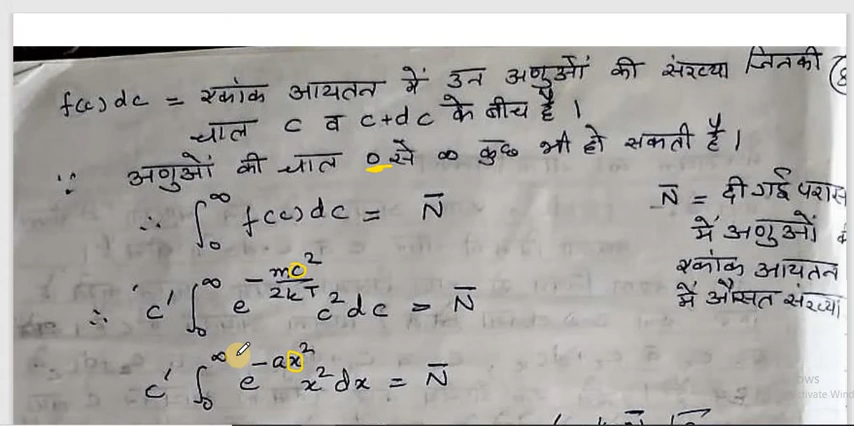 f(c)dc = एकांक आयतन में उन अणुओं की संख्या जिनकी
चाल c व c+dc के बीच है ।
∵ अणुओं की चाल 0 से ∞ कुछ भी हो सकती है ।
∴ ∫₀^∞ f(c)dc = N̄
N̄ = दी गई परास
में अणुओं
एकांक आयतन
में औसत संख्या
∴ c' ∫₀^∞ e^(-mc²/2kT) c² dc = N̄
c' ∫₀^∞ e^(-ax²) x² dx = N̄